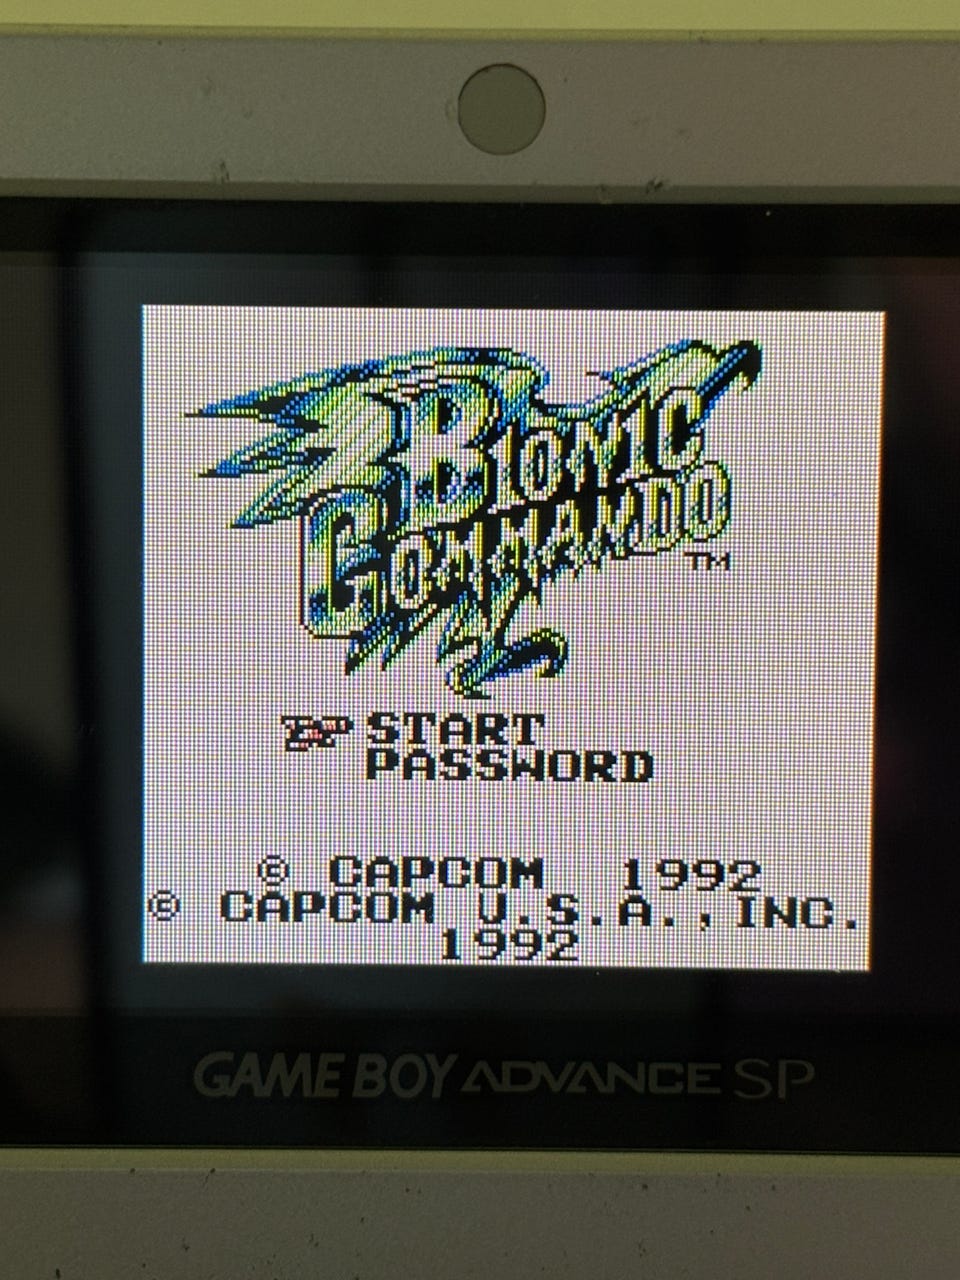 BIONIC
COMMANDO
TM
START
PASSWORD
© CAPCOM 1992
© CAPCOM U.S.A., INC.
1992
GAME BOY ADVANCE SP